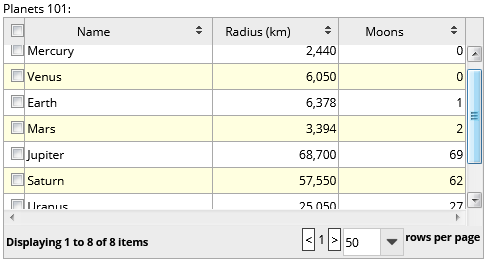 Planets 101:
Name Radius (km) Moons
Mercury 2,440 0
Venus 6,050 0
Earth 6,378 1
Mars 3,394 2
Jupiter 68,700 69
Saturn 57,550 62
Uranus 25,050 27
Displaying 1 to 8 of 8 items < 1 > 50 rows per page